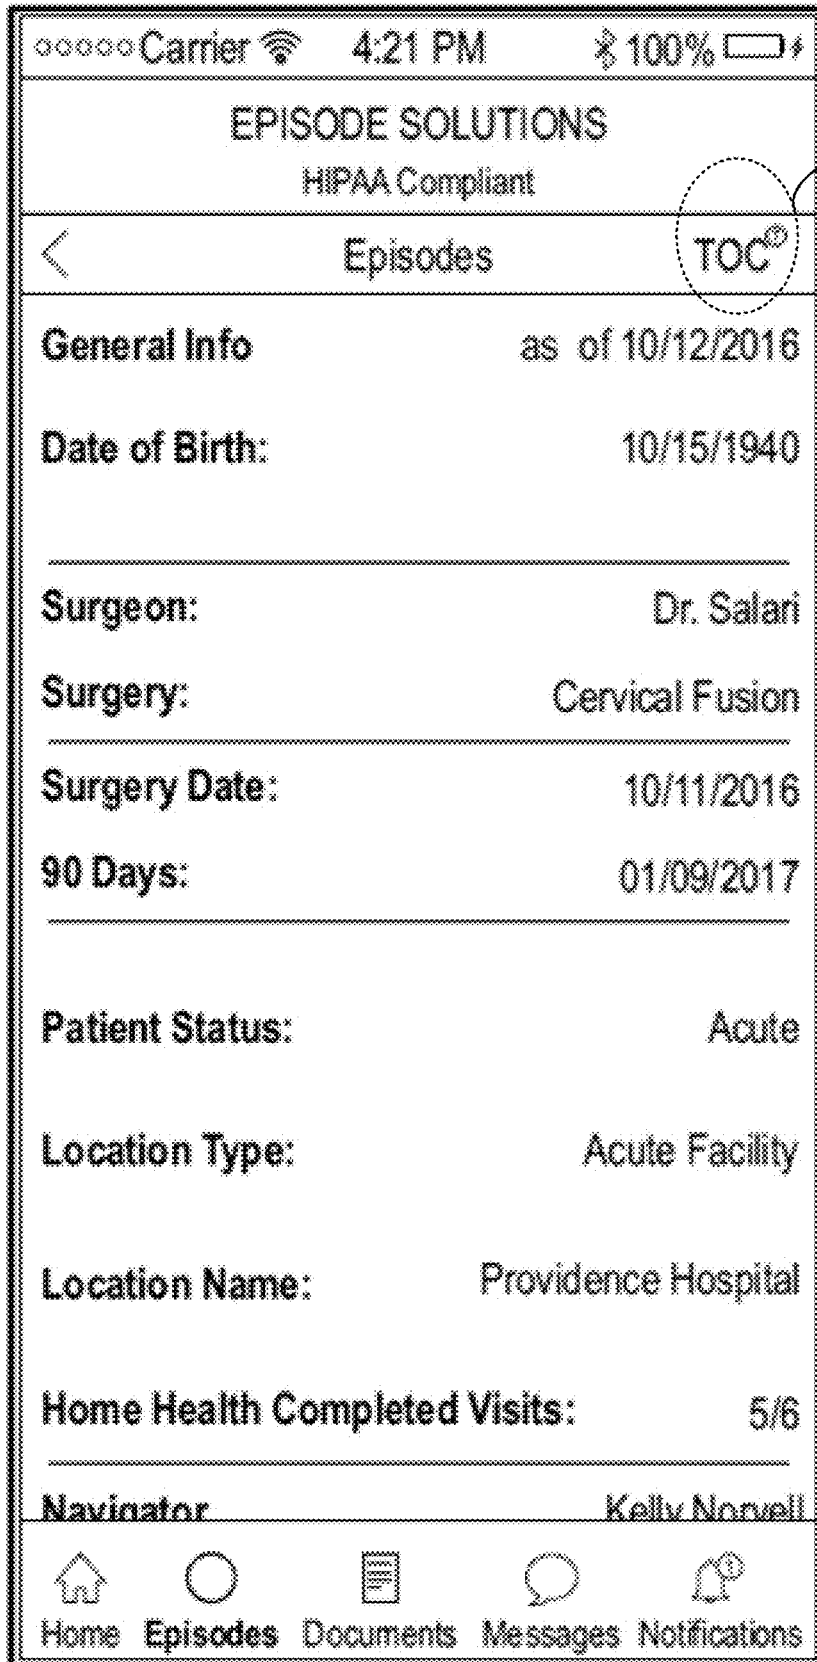 Carrier 4:21 PM 100%
EPISODE SOLUTIONS
HIPAA Compliant
Episodes TOC
General Info as of 10/12/2016
Date of Birth: 10/15/1940
Surgeon: Dr. Salari
Surgery: Cervical Fusion
Surgery Date: 10/11/2016
90 Days: 01/09/2017
Patient Status: Acute
Location Type: Acute Facility
Location Name: Providence Hospital
Home Health Completed Visits: 5/6
Navigator Kelly Norvell
Home Episodes Documents Messages Notifications